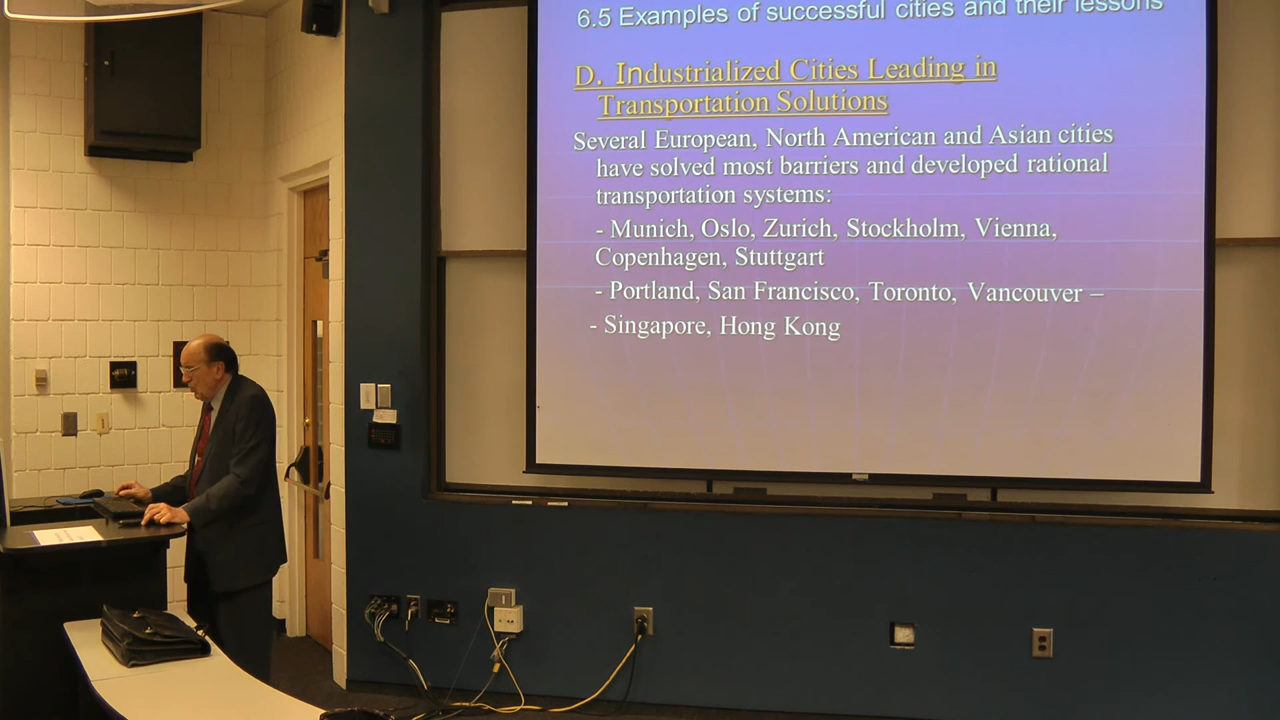 6.5 Examples of successful cities and their lessons
D. Industrialized Cities Leading in
Transportation Solutions
Several European, North American and Asian cities
have solved most barriers and developed rational
transportation systems:
- Munich, Oslo, Zurich, Stockholm, Vienna,
Copenhagen, Stuttgart
- Portland, San Francisco, Toronto, Vancouver –
- Singapore, Hong Kong